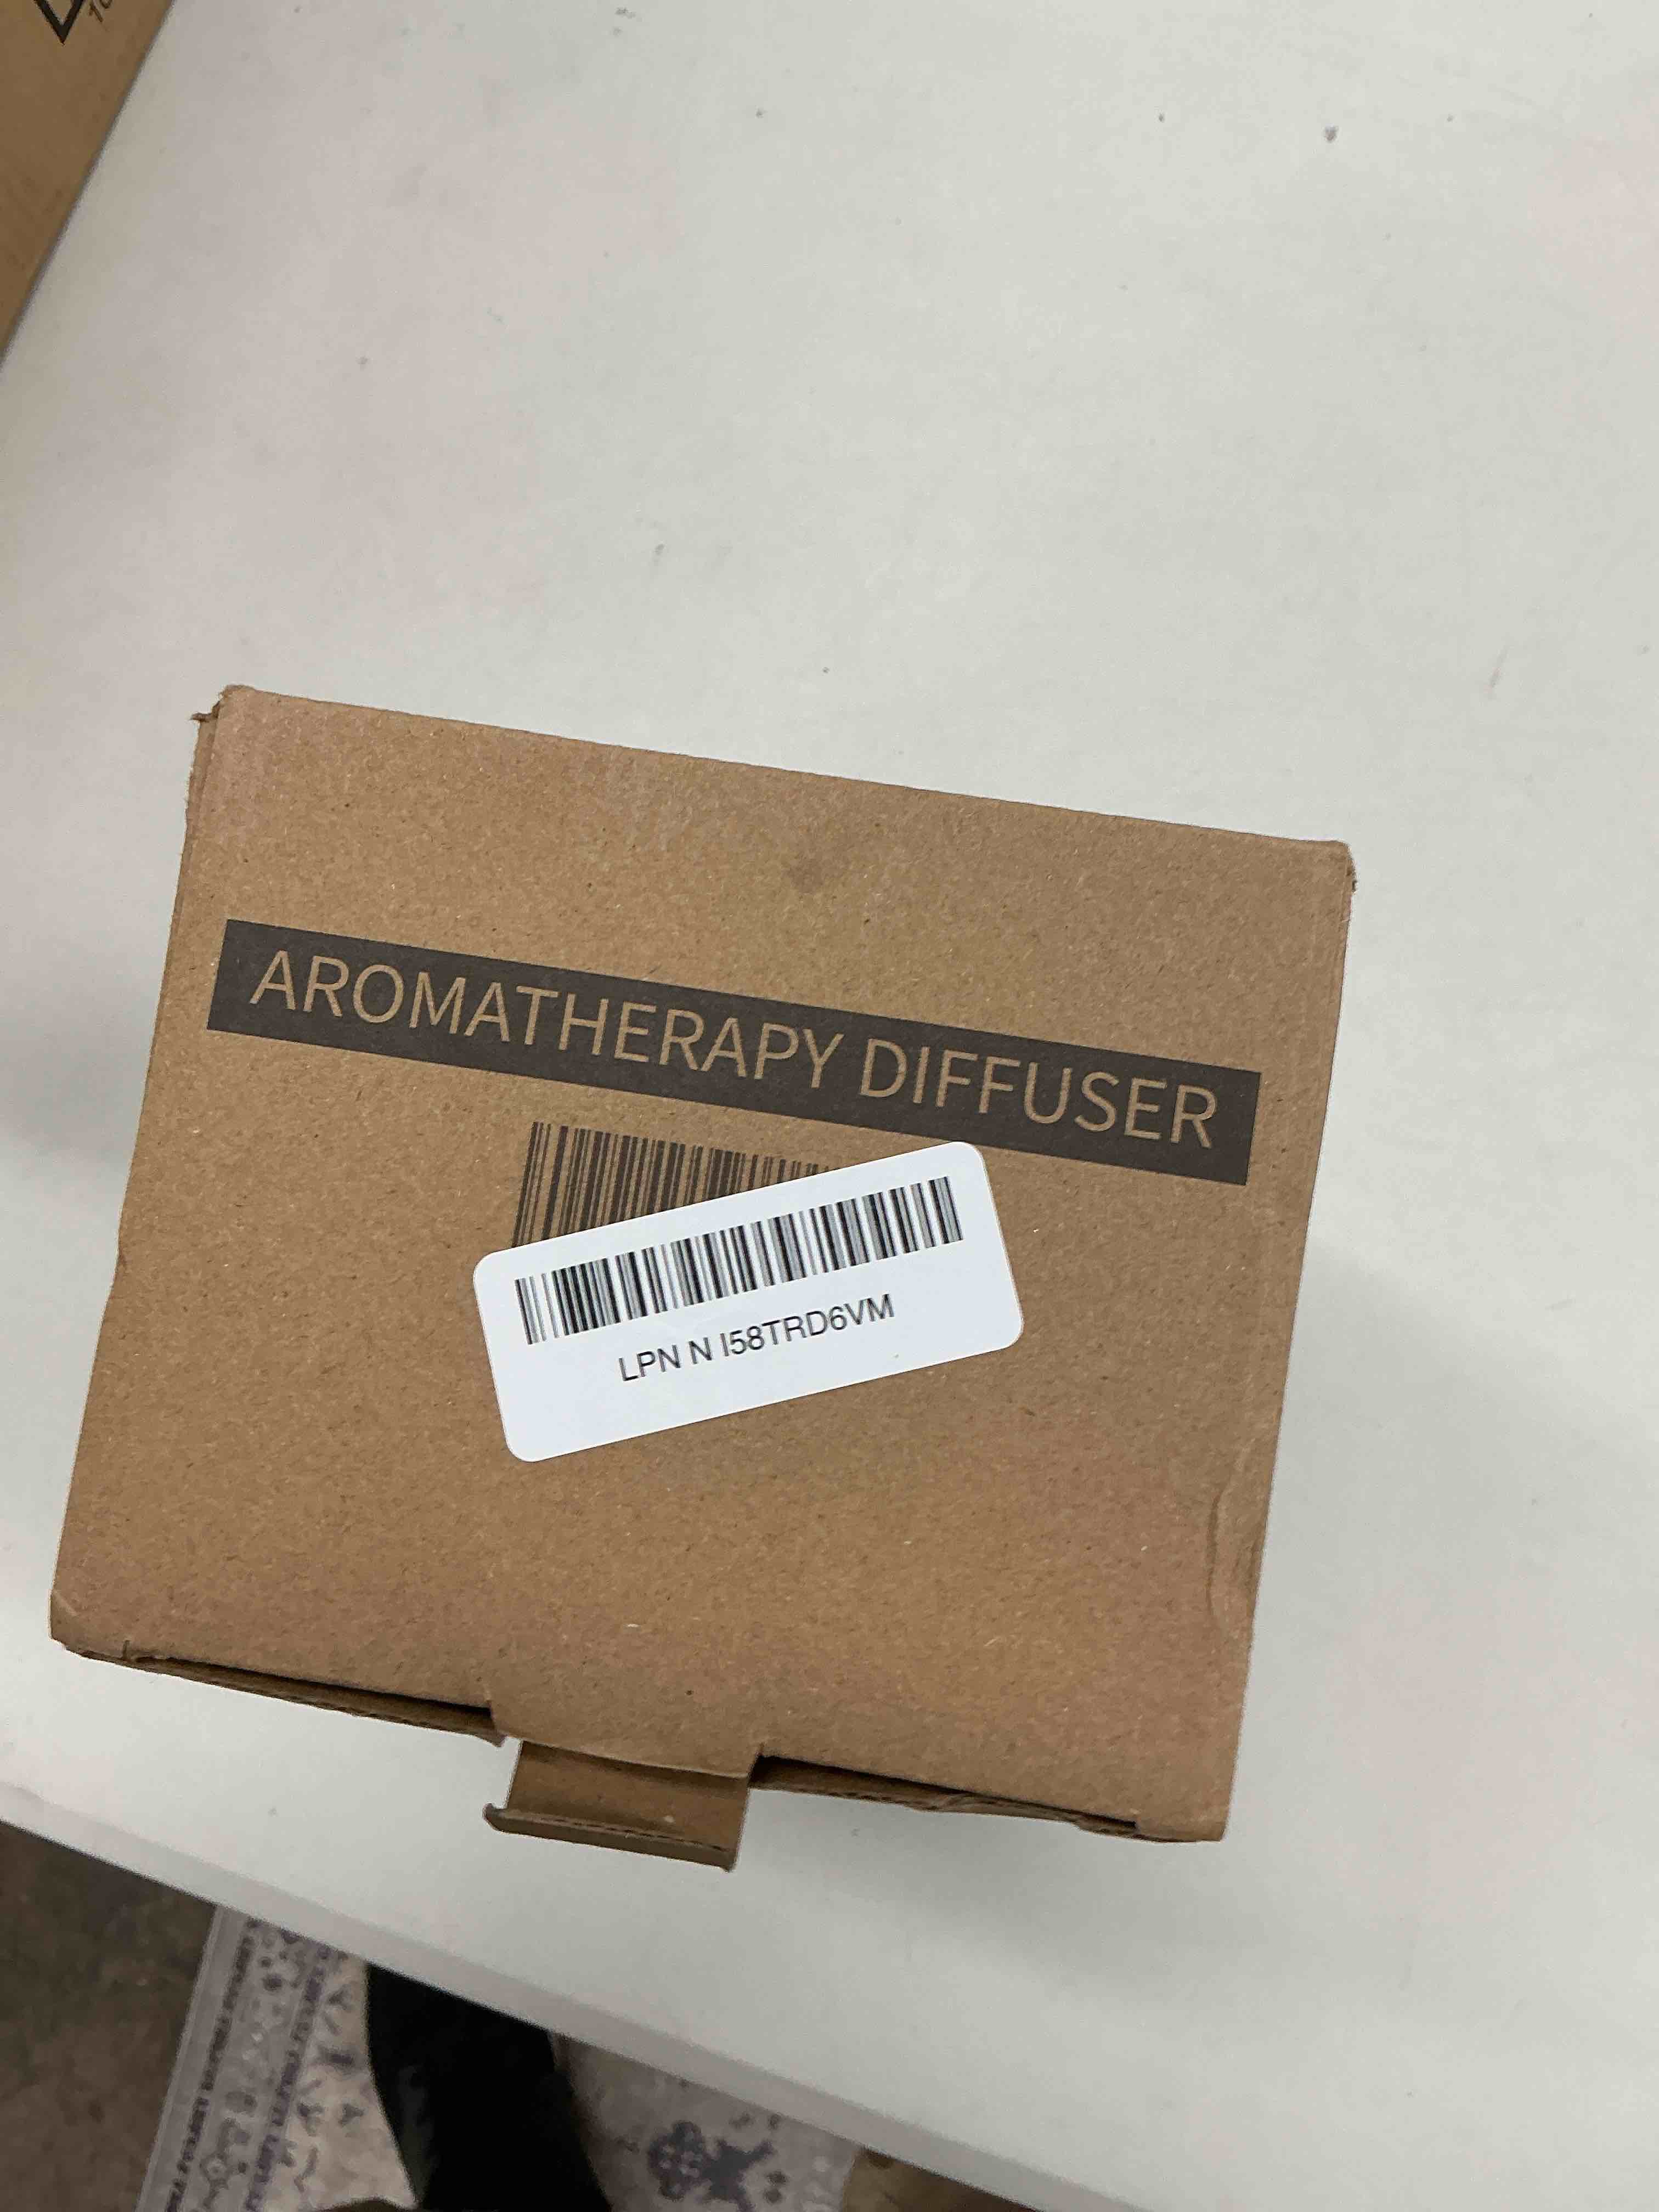 AROMATHERAPY DIFFUSER
LPN N I58TRD6VM